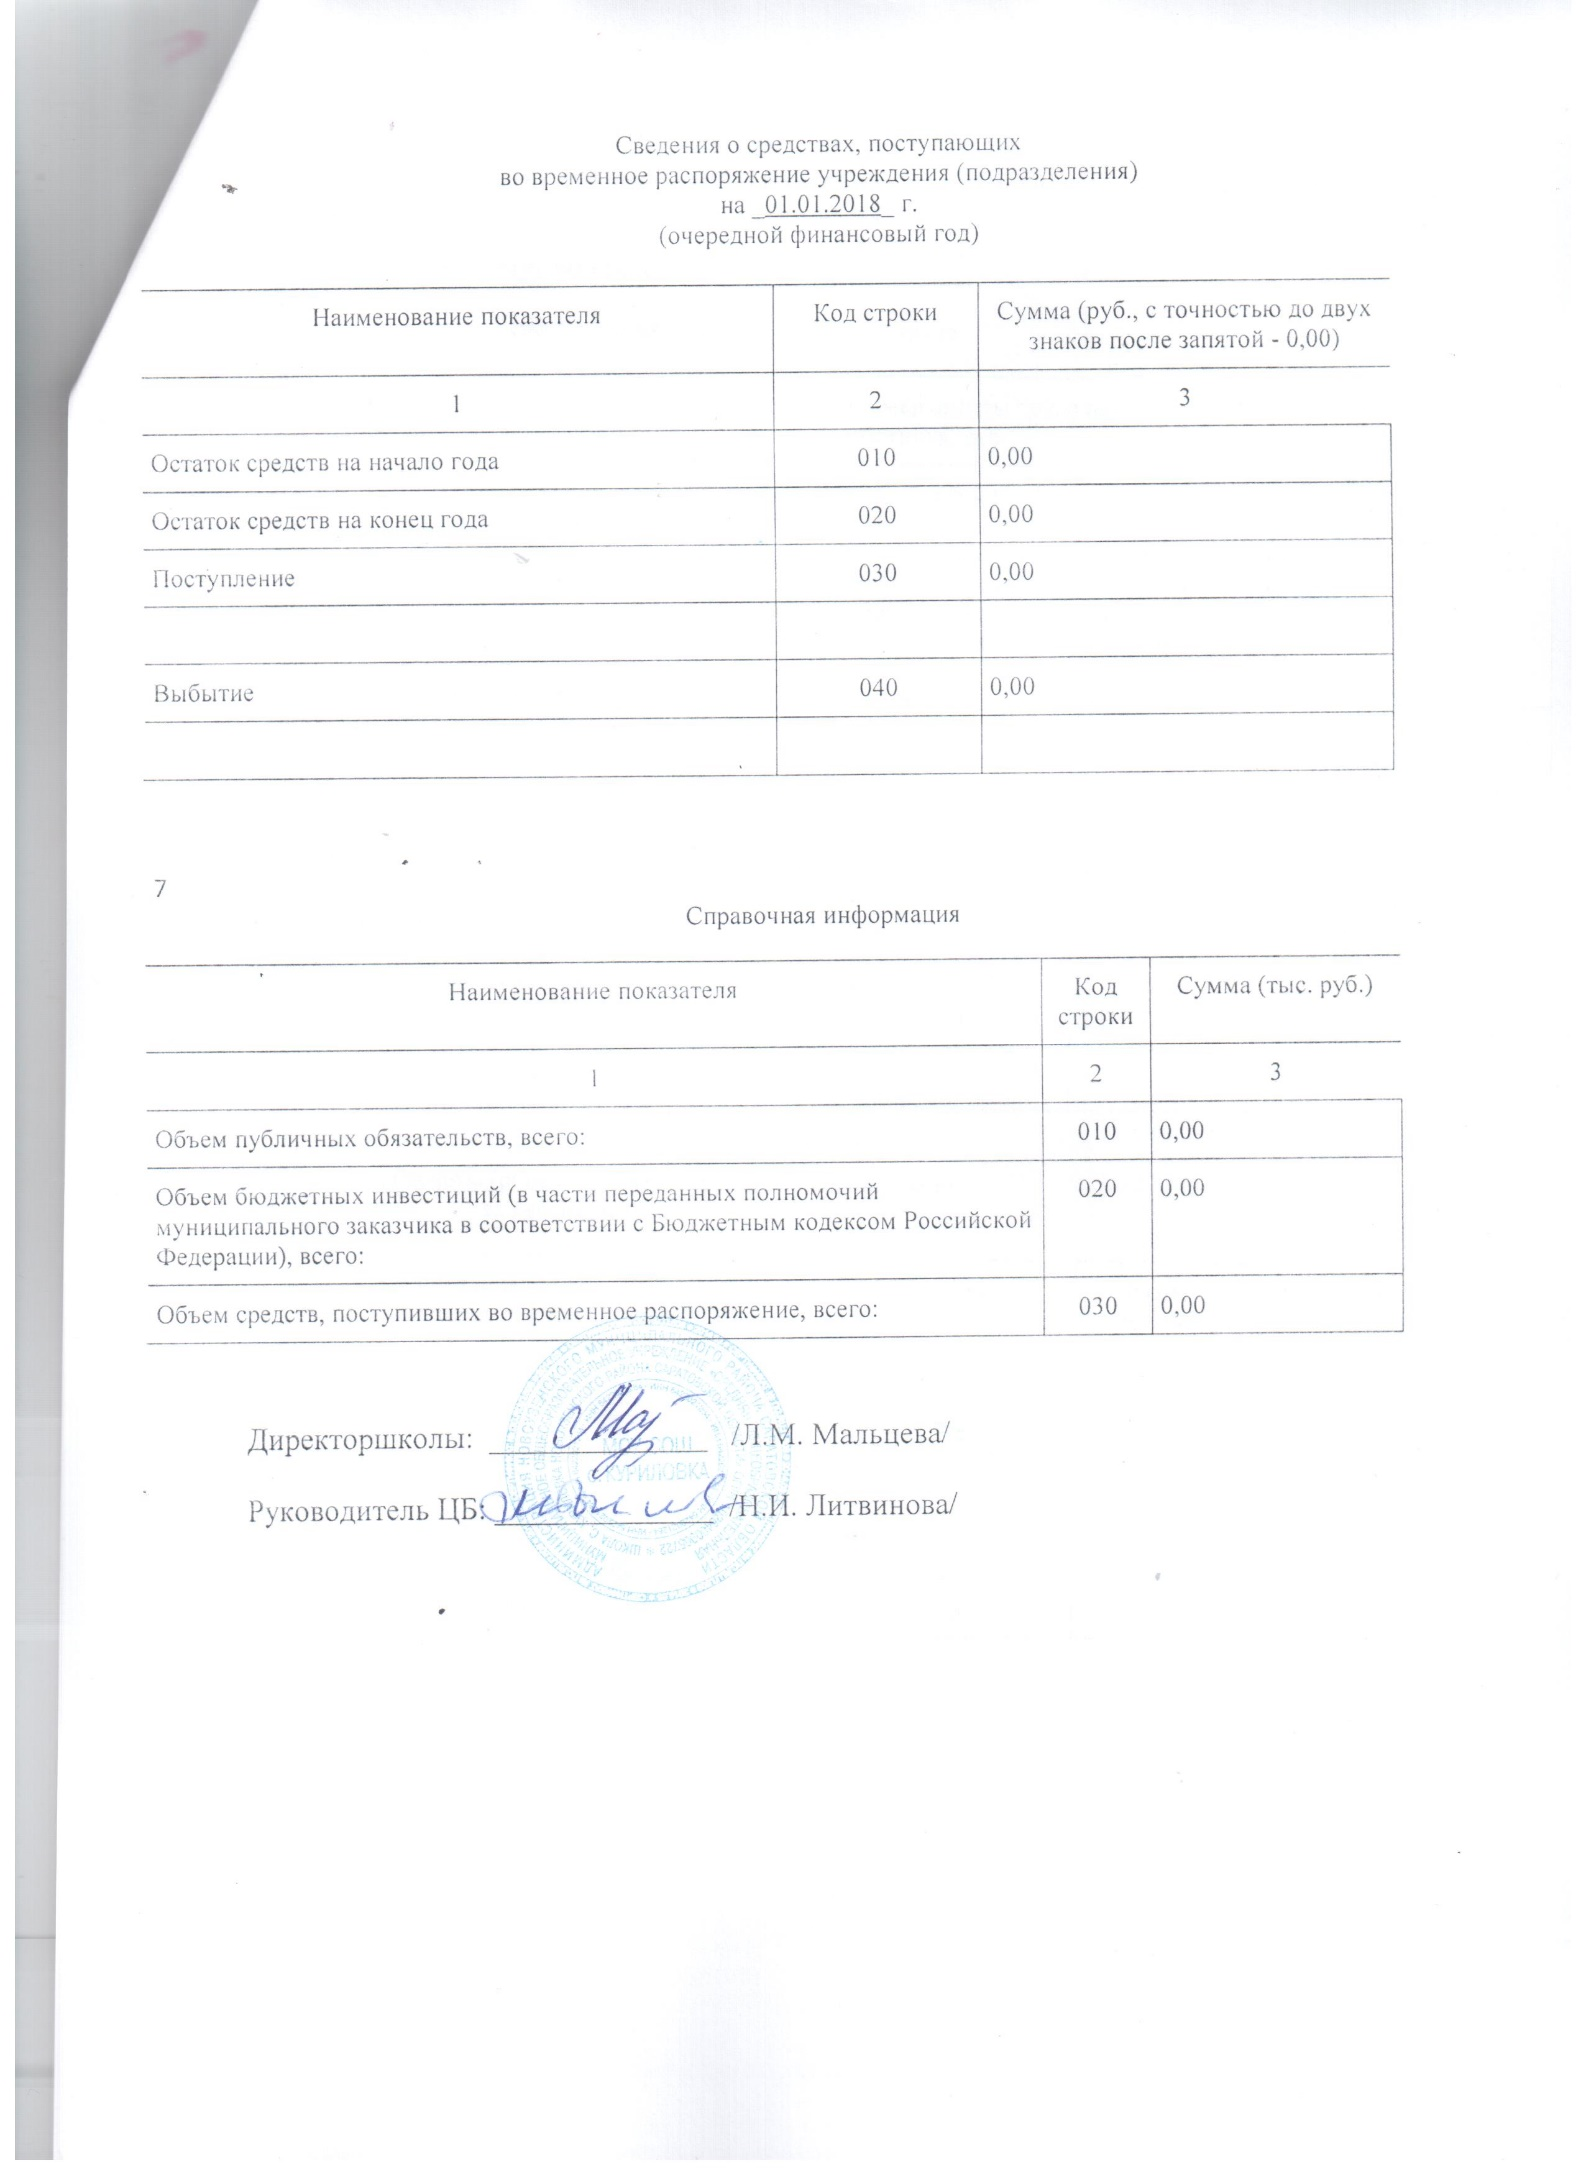 Сведения о средствах, поступающих
во временное распоряжение учреждения (подразделения)
на _01.01.2018_ г.
(очередной финансовый год)
Наименование показателя Код строки Сумма (руб., с точностью до двух
знаков после запятой - 0,00)
1 2 3
Остаток средств на начало года 010 0,00
Остаток средств на конец года 020 0,00
Поступление 030 0,00
Выбытие 040 0,00
7
Справочная информация
Наименование показателя Код Сумма (тыс. руб.)
строки
1 2 3
Объем публичных обязательств, всего: 010 0,00
Объем бюджетных инвестиций (в части переданных полномочий 020 0,00
муниципального заказчика в соответствии с Бюджетным кодексом Российской
Федерации), всего:
Объем средств, поступивших во временное распоряжение, всего: 030 0,00
Директоршколы: /Л.М. Мальцева/
КУРИЛОВКА
Руководитель ЦБ: /Н.И. Литвинова/